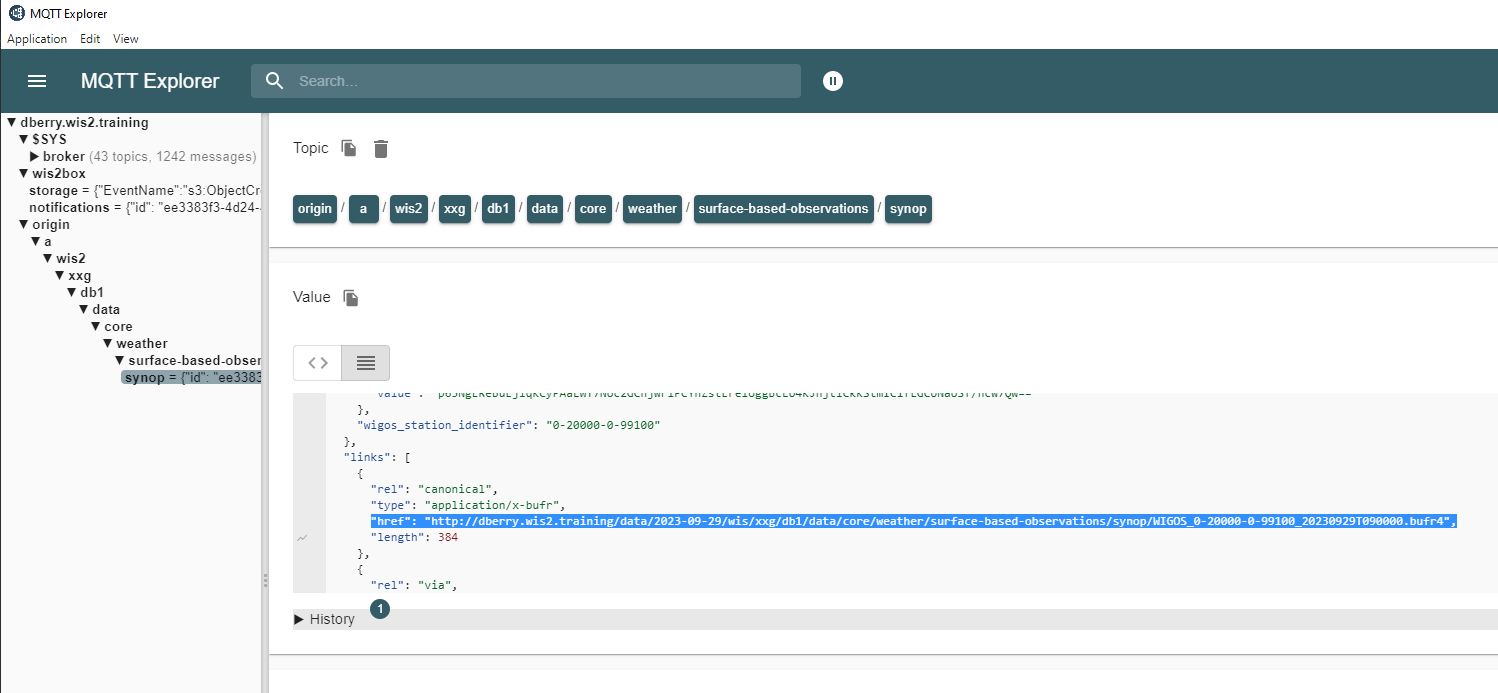 MQTT Explorer
Application Edit View
MQTT Explorer Search...
dberry.wis2.training
$SYS
broker (43 topics, 1242 messages)
wis2box
storage = {"EventName":"s3:ObjectCr
notifications = {"id": "ee3383f3-4d24-
origin
a
wis2
xxg
db1
data
core
weather
surface-based-obser
synop = {"id": "ee3383
Topic
origin / a / wis2 / xxg / db1 / data / core / weather / surface-based-observations / synop
Value
},
"wigos_station_identifier": "0-20000-0-99100"
},
"links": [
{
"rel": "canonical",
"type": "application/x-bufr",
"href": "http://dberry.wis2.training/data/2023-09-29/wis/xxg/db1/data/core/weather/surface-based-observations/synop/WIGOS_0-20000-0-99100_20230929T090000.bufr4",
"length": 384
},
{
"rel": "via",
History 1